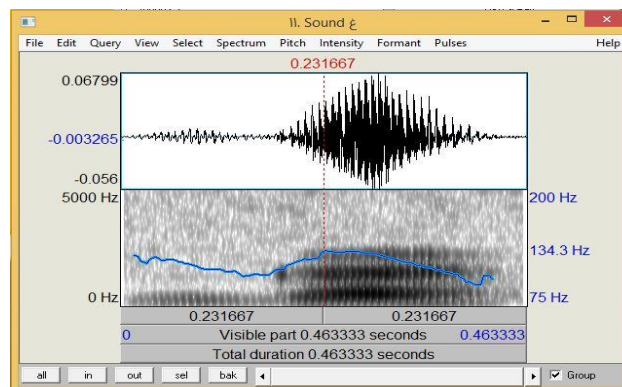 11. Sound غ
File Edit Query View Select Spectrum Pitch Intensity Formant Pulses Help
0.231667
0.06799
-0.003265
-0.056
5000 Hz 200 Hz
134.3 Hz
0 Hz 75 Hz
0.231667 0.231667
0 Visible part 0.463333 seconds 0.463333
Total duration 0.463333 seconds
all in out sel bak Group